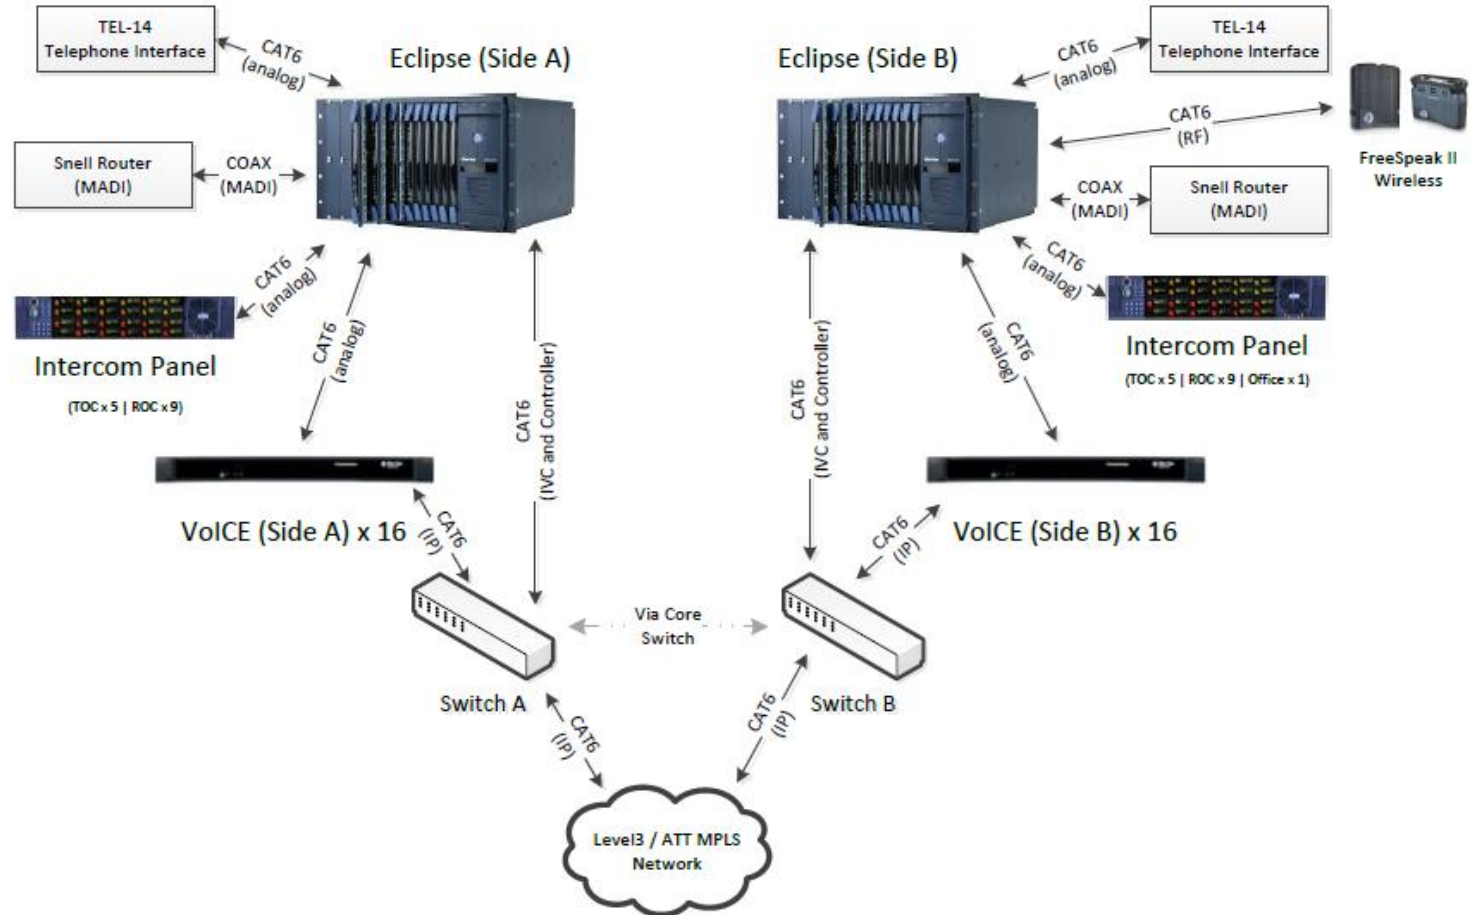 TEL-14
Telephone Interface
CAT6
(analog)
Eclipse (Side A)
Snell Router
(MADI)
COAX
(MADI)
CAT6
(analog)
Intercom Panel
(TOC x 5 | ROC x 9)
CAT6
(analog)
CAT6
(IVC and Controller)
VoICE (Side A) x 16
CAT6
(IP)
Switch A
Via Core
Switch
CAT6
(IP)
Level3 / ATT MPLS
Network
Eclipse (Side B)
CAT6
(analog)
TEL-14
Telephone Interface
CAT6
(RF)
FreeSpeak II
Wireless
COAX
(MADI)
Snell Router
(MADI)
CAT6
(analog)
Intercom Panel
(TOC x 5 | ROC x 9 | Office x 1)
CAT6
(analog)
CAT6
(IVC and Controller)
VoICE (Side B) x 16
CAT6
(IP)
Switch B
CAT6
(IP)